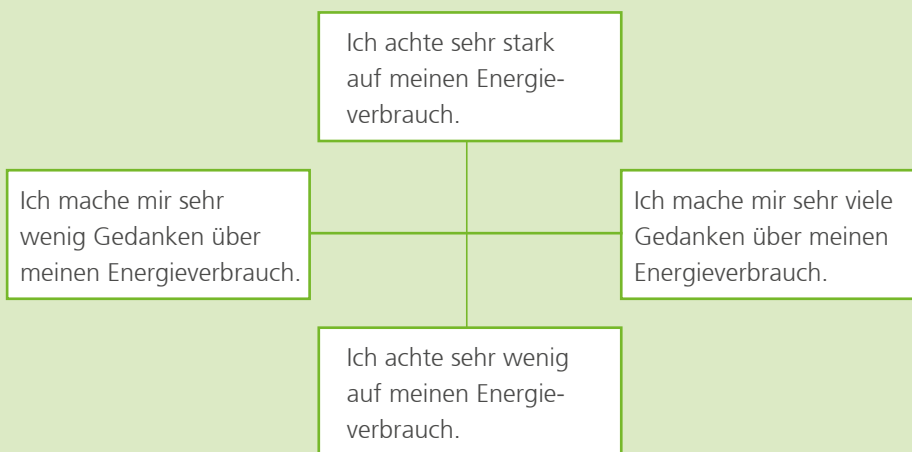 Ich achte sehr stark
auf meinen Energie-
verbrauch.
Ich mache mir sehr
wenig Gedanken über
meinen Energieverbrauch.
Ich mache mir sehr viele
Gedanken über meinen
Energieverbrauch.
Ich achte sehr wenig
auf meinen Energie-
verbrauch.